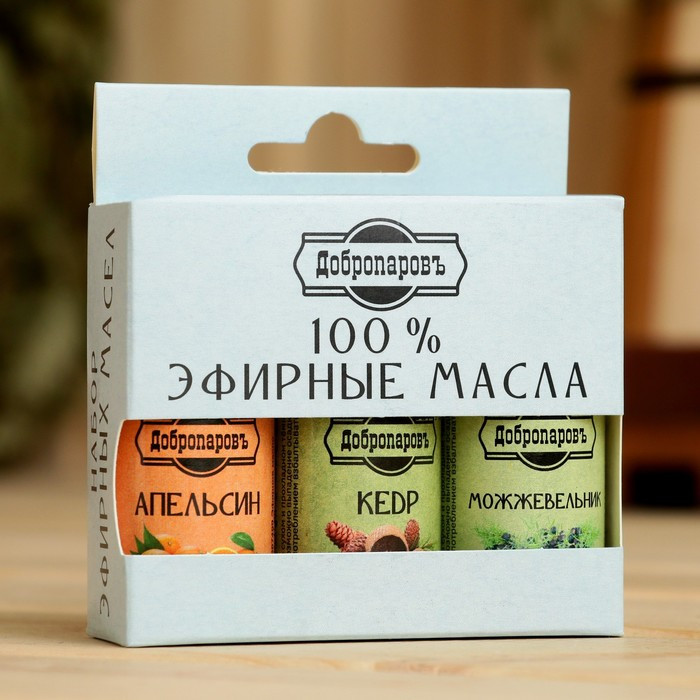 Добропаровъ
100 %
ЭФИРНЫЕ МАСЛА
НАБОР
ЭФИРНЫХ МАСЕЛ
Добропаровъ
АПЕЛЬСИН
Добропаровъ
КЕДР
Добропаровъ
МОЖЖЕВЕЛЬНИК